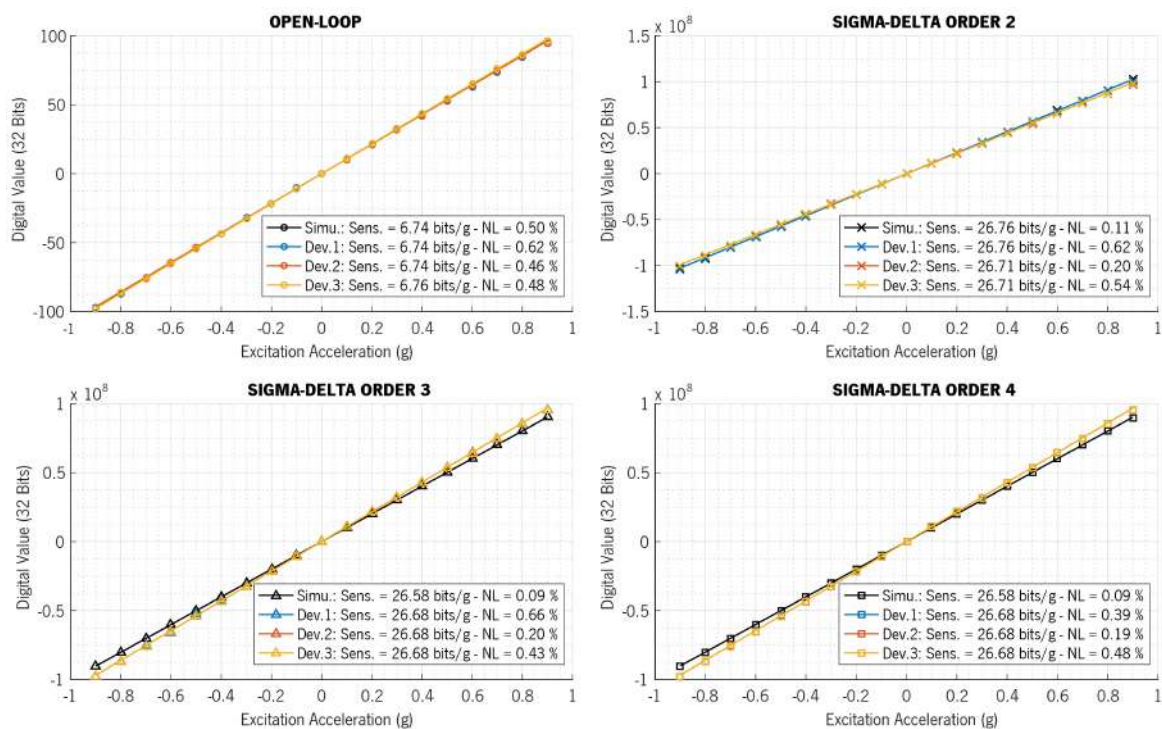 OPEN-LOOP
100
50
0
-50
-100
Digital Value (32 Bits)
Simu.: Sens. = 6.74 bits/g - NL = 0.50 %
Dev.1: Sens. = 6.74 bits/g - NL = 0.62 %
Dev.2: Sens. = 6.74 bits/g - NL = 0.46 %
Dev.3: Sens. = 6.76 bits/g - NL = 0.48 %
-1 -0.8 -0.6 -0.4 -0.2 0 0.2 0.4 0.6 0.8 1
Excitation Acceleration (g)
SIGMA-DELTA ORDER 2
x 10^8
1.5
1
0.5
0
-0.5
-1
-1.5
Digital Value (32 Bits)
Simu.: Sens. = 26.76 bits/g - NL = 0.11 %
Dev.1: Sens. = 26.76 bits/g - NL = 0.62 %
Dev.2: Sens. = 26.71 bits/g - NL = 0.20 %
Dev.3: Sens. = 26.71 bits/g - NL = 0.54 %
-1 -0.8 -0.6 -0.4 -0.2 0 0.2 0.4 0.6 0.8 1
Excitation Acceleration (g)
SIGMA-DELTA ORDER 3
x 10^8
1
0.5
0
-0.5
-1
Digital Value (32 Bits)
Simu.: Sens. = 26.58 bits/g - NL = 0.09 %
Dev.1: Sens. = 26.68 bits/g - NL = 0.66 %
Dev.2: Sens. = 26.68 bits/g - NL = 0.20 %
Dev.3: Sens. = 26.68 bits/g - NL = 0.43 %
-1 -0.8 -0.6 -0.4 -0.2 0 0.2 0.4 0.6 0.8 1
Excitation Acceleration (g)
SIGMA-DELTA ORDER 4
x 10^8
1
0.5
0
-0.5
-1
Digital Value (32 Bits)
Simu.: Sens. = 26.58 bits/g - NL = 0.09 %
Dev.1: Sens. = 26.68 bits/g - NL = 0.39 %
Dev.2: Sens. = 26.68 bits/g - NL = 0.19 %
Dev.3: Sens. = 26.68 bits/g - NL = 0.48 %
-1 -0.8 -0.6 -0.4 -0.2 0 0.2 0.4 0.6 0.8 1
Excitation Acceleration (g)